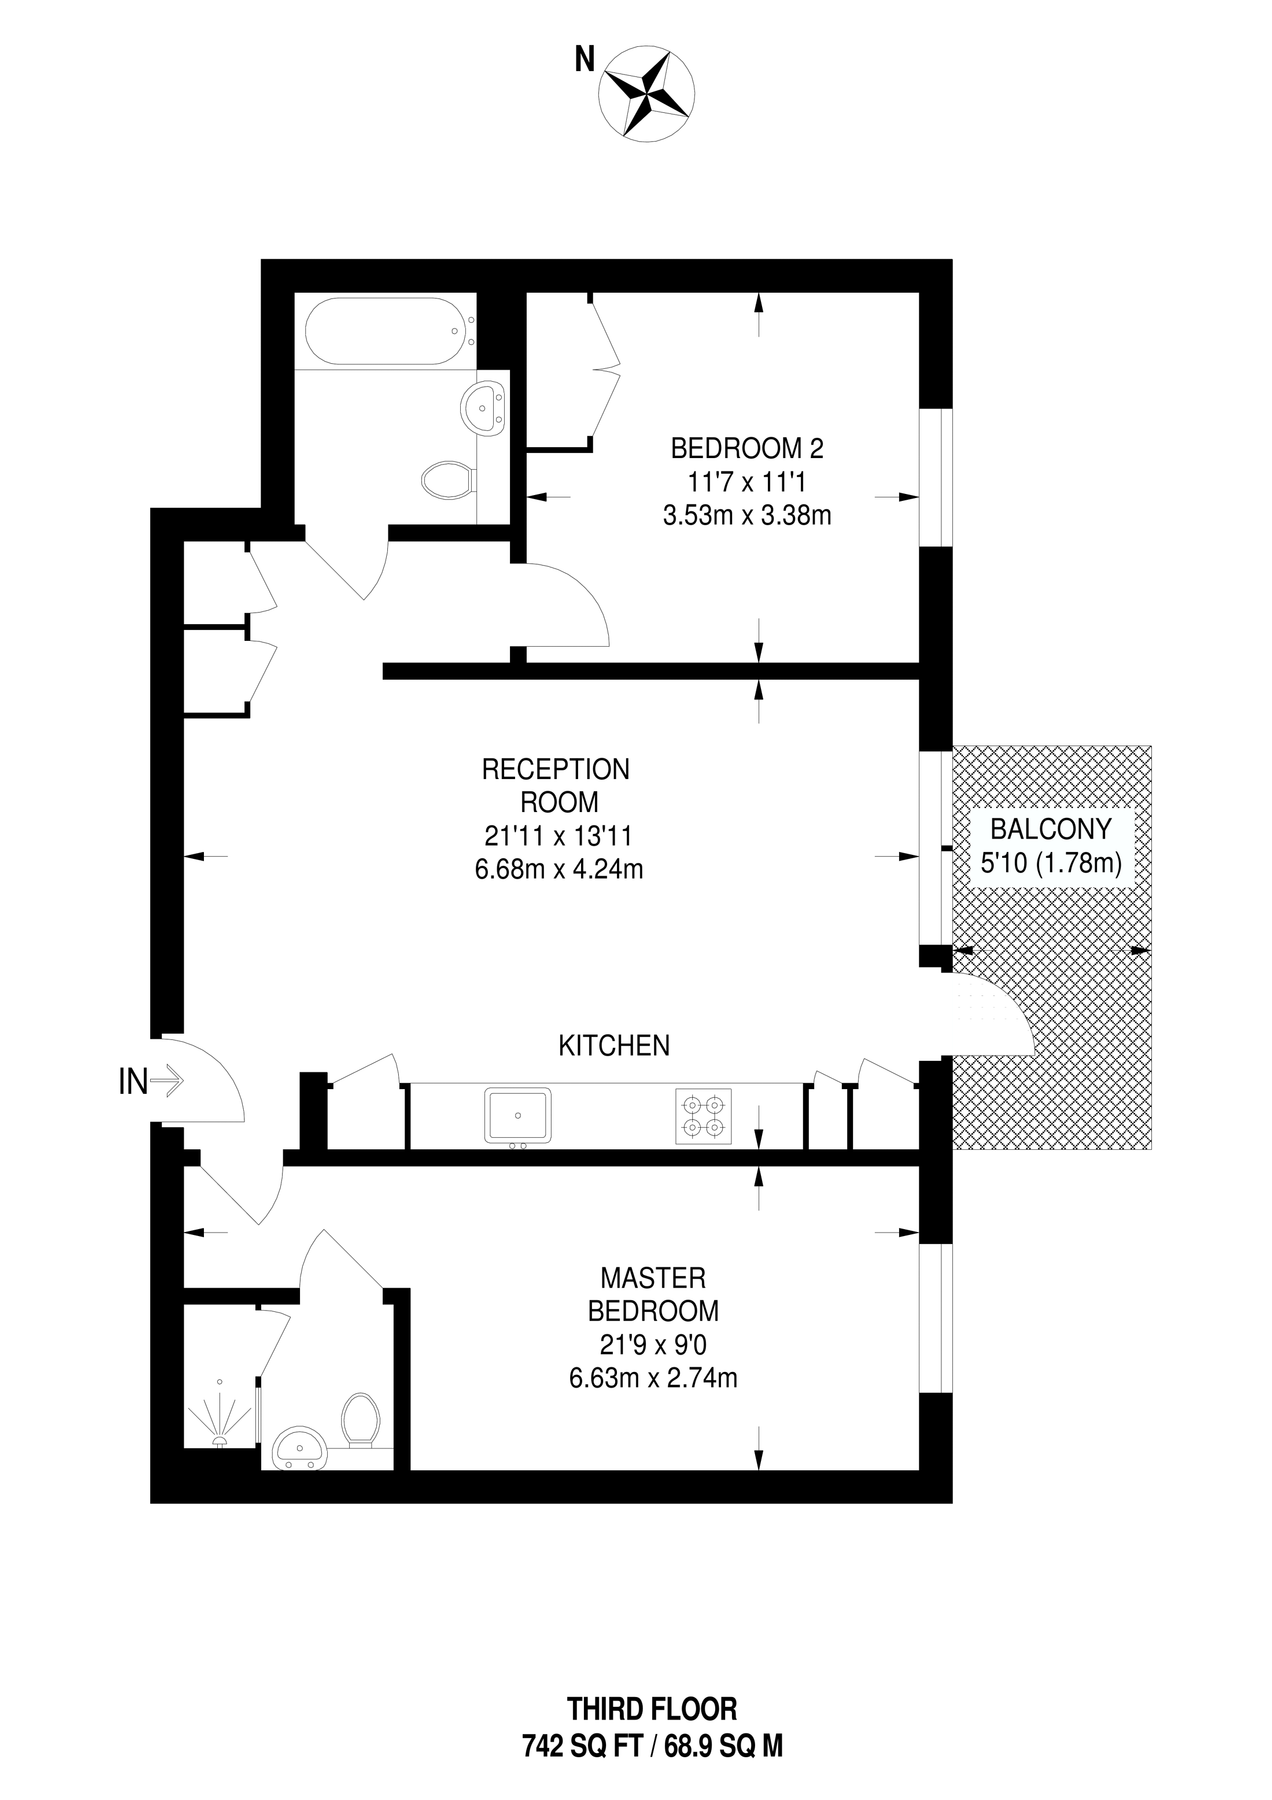 N
BEDROOM 2
11'7 x 11'1
3.53m x 3.38m
RECEPTION
ROOM
21'11 x 13'11
6.68m x 4.24m
BALCONY
5'10 (1.78m)
KITCHEN
IN
MASTER
BEDROOM
21'9 x 9'0
6.63m x 2.74m
THIRD FLOOR
742 SQ FT / 68.9 SQ M